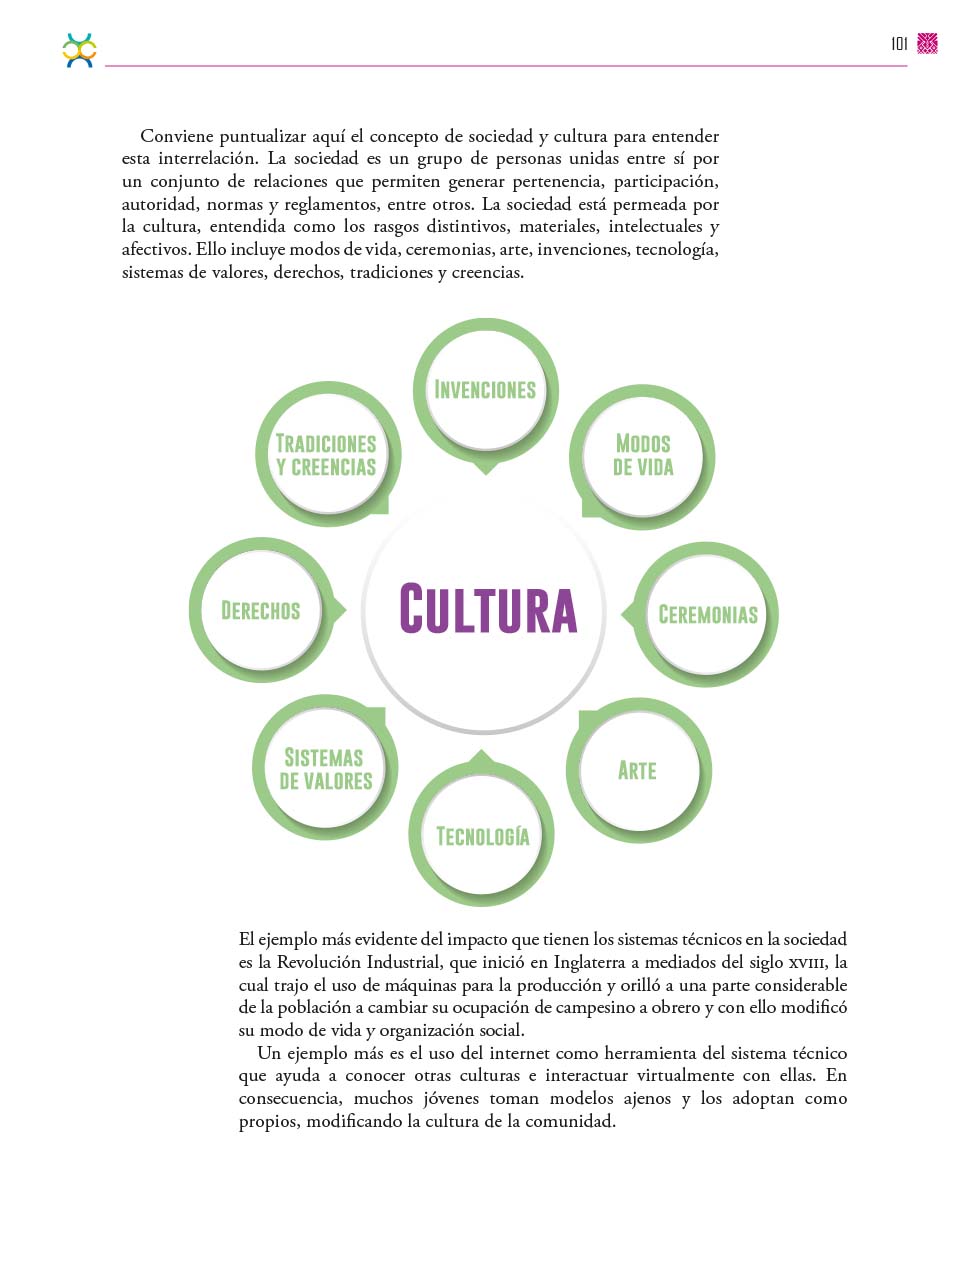 101
Conviene puntualizar aquí el concepto de sociedad y cultura para entender
esta interrelación. La sociedad es un grupo de personas unidas entre sí por
un conjunto de relaciones que permiten generar pertenencia, participación,
autoridad, normas y reglamentos, entre otros. La sociedad está permeada por
la cultura, entendida como los rasgos distintivos, materiales, intelectuales y
afectivos. Ello incluye modos de vida, ceremonias, arte, invenciones, tecnología,
sistemas de valores, derechos, tradiciones y creencias.
Invenciones
Tradiciones
y creencias
Modos
de vida
Derechos
Cultura
Ceremonias
Sistemas
de valores
Arte
Tecnología
El ejemplo más evidente del impacto que tienen los sistemas técnicos en la sociedad
es la Revolución Industrial, que inició en Inglaterra a mediados del siglo XVIII, la
cual trajo el uso de máquinas para la producción y orilló a una parte considerable
de la población a cambiar su ocupación de campesino a obrero y con ello modificó
su modo de vida y organización social.
Un ejemplo más es el uso del internet como herramienta del sistema técnico
que ayuda a conocer otras culturas e interactuar virtualmente con ellas. En
consecuencia, muchos jóvenes toman modelos ajenos y los adoptan como
propios, modificando la cultura de la comunidad.